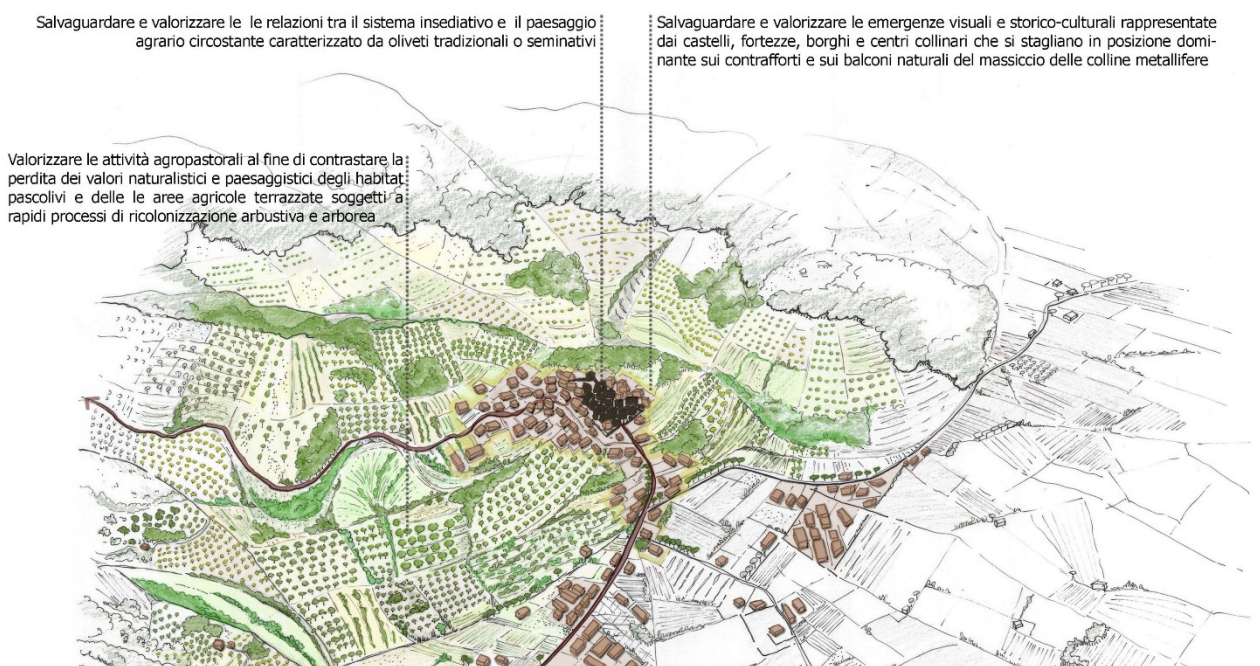 Salvaguardare e valorizzare le  le relazioni tra il sistema insediativo e  il paesaggio
agrario circostante caratterizzato da oliveti tradizionali o seminativi
Salvaguardare e valorizzare le emergenze visuali e storico-culturali rappresentate
dai castelli, fortezze, borghi e centri collinari che si stagliano in posizione domi-
nante sui contrafforti e sui balconi naturali del massiccio delle colline metallifere
Valorizzare le attività agropastorali al fine di contrastare la
perdita dei valori naturalistici e paesaggistici degli habitat
pascolivi e delle le aree agricole terrazzate soggetti a
rapidi processi di ricolonizzazione arbustiva e arborea